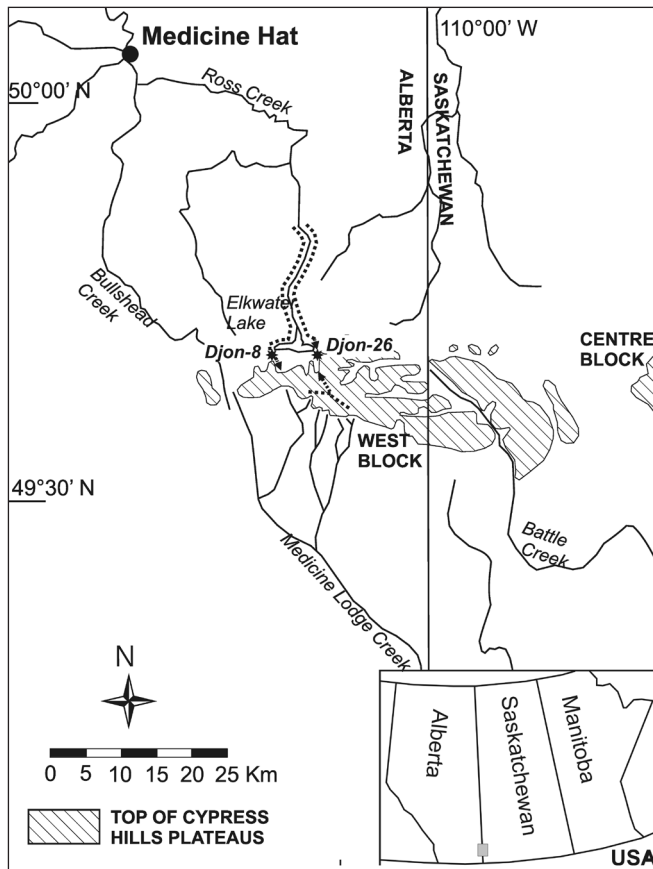 Medicine Hat
110°00’ W
50°00’ N
Ross Creek
ALBERTA
SASKATCHEWAN
Bullshead
Creek
Elkwate
Lake
Djon-8
Djon-26
CENTRE
BLOCK
WEST
BLOCK
49°30’ N
Battle
Creek
Medicine Lodge Creek
N
0 5 10 15 20 25 Km
TOP OF CYPRESS
HILLS PLATEAUS
Alberta
Saskatchewan
Manitoba
USA